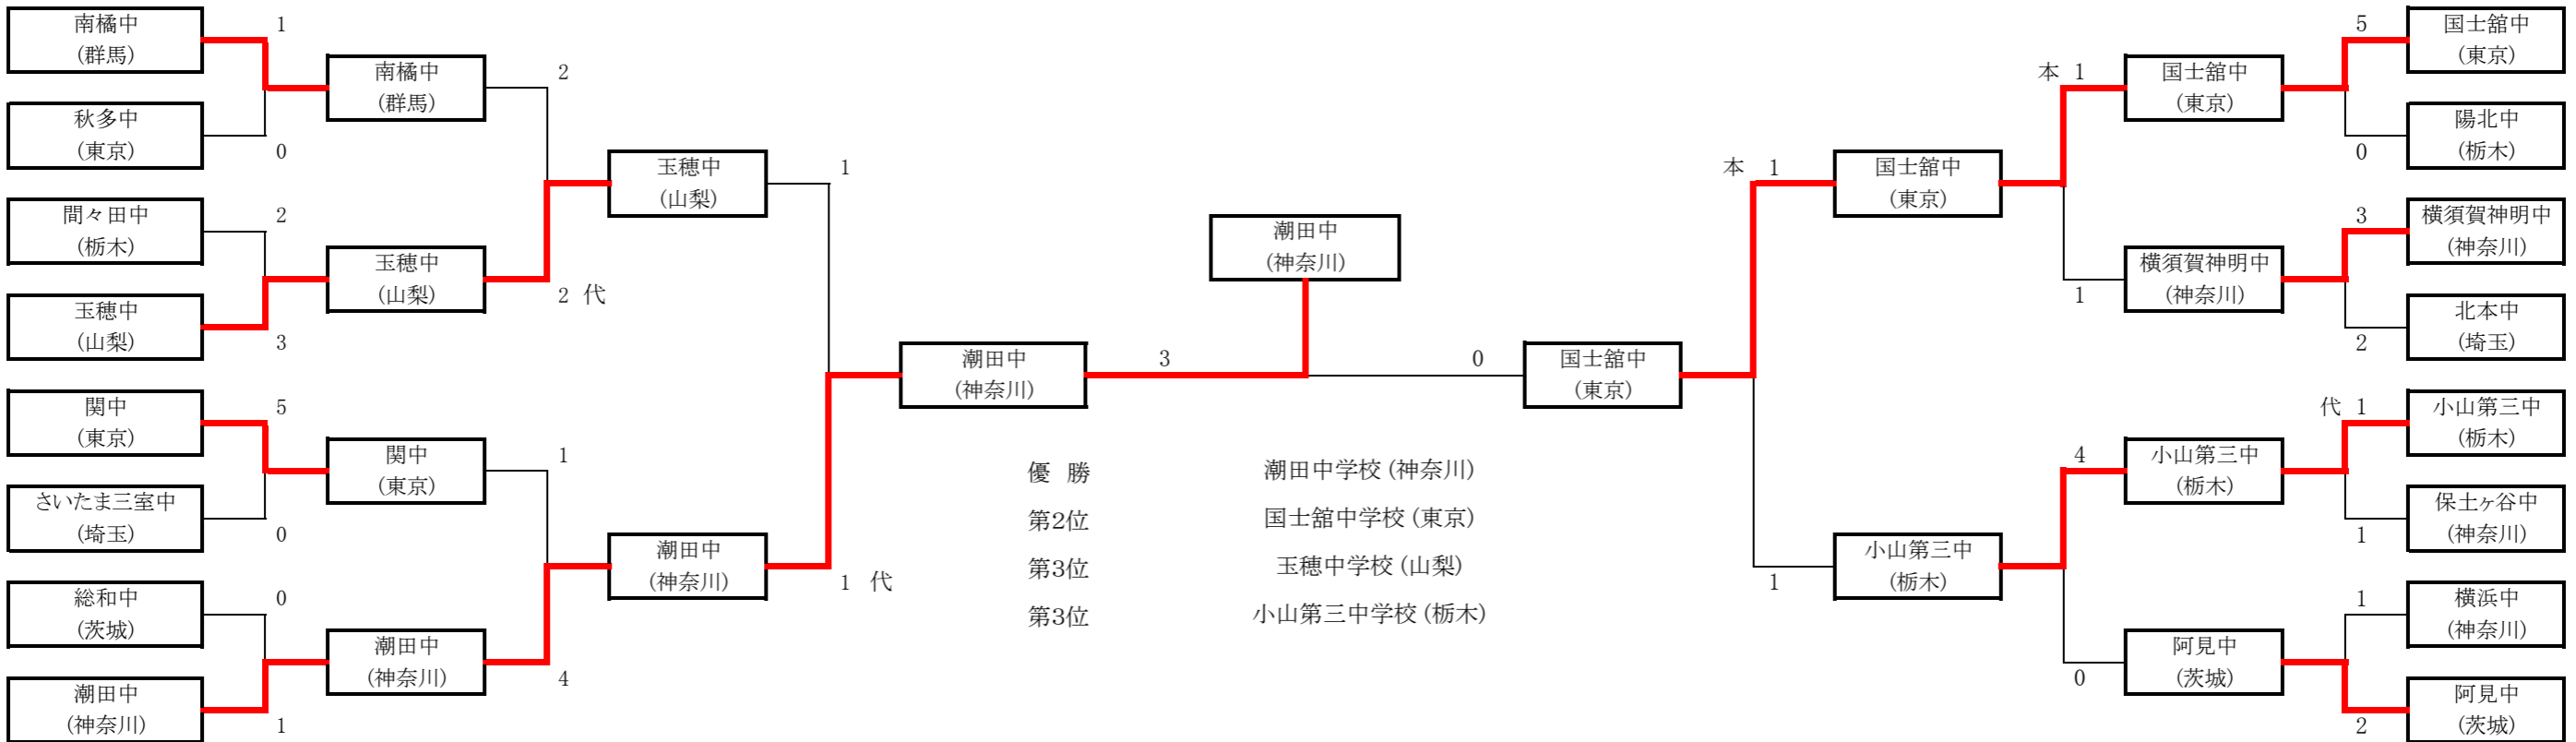 南橘中
(群馬)
1
秋多中
(東京)
0
間々田中
(栃木)
2
玉穂中
(山梨)
3
関中
(東京)
5
さいたま三室中
(埼玉)
0
総和中
(茨城)
0
潮田中
(神奈川)
1
南橘中
(群馬)
2
玉穂中
(山梨)
2 代
関中
(東京)
1
潮田中
(神奈川)
4
玉穂中
(山梨)
1
潮田中
(神奈川)
1 代
潮田中
(神奈川)
3
潮田中
(神奈川)
0
国士舘中
(東京)
優 勝 潮田中学校 (神奈川)
第2位 国士舘中学校 (東京)
第3位 玉穂中学校 (山梨)
第3位 小山第三中学校 (栃木)
本 1
国士舘中
(東京)
1
小山第三中
(栃木)
本 1
国士舘中
(東京)
1
横須賀神明中
(神奈川)
4
小山第三中
(栃木)
0
阿見中
(茨城)
5
国士舘中
(東京)
0
陽北中
(栃木)
3
横須賀神明中
(神奈川)
2
北本中
(埼玉)
代 1
小山第三中
(栃木)
1
保土ヶ谷中
(神奈川)
1
横浜中
(神奈川)
2
阿見中
(茨城)